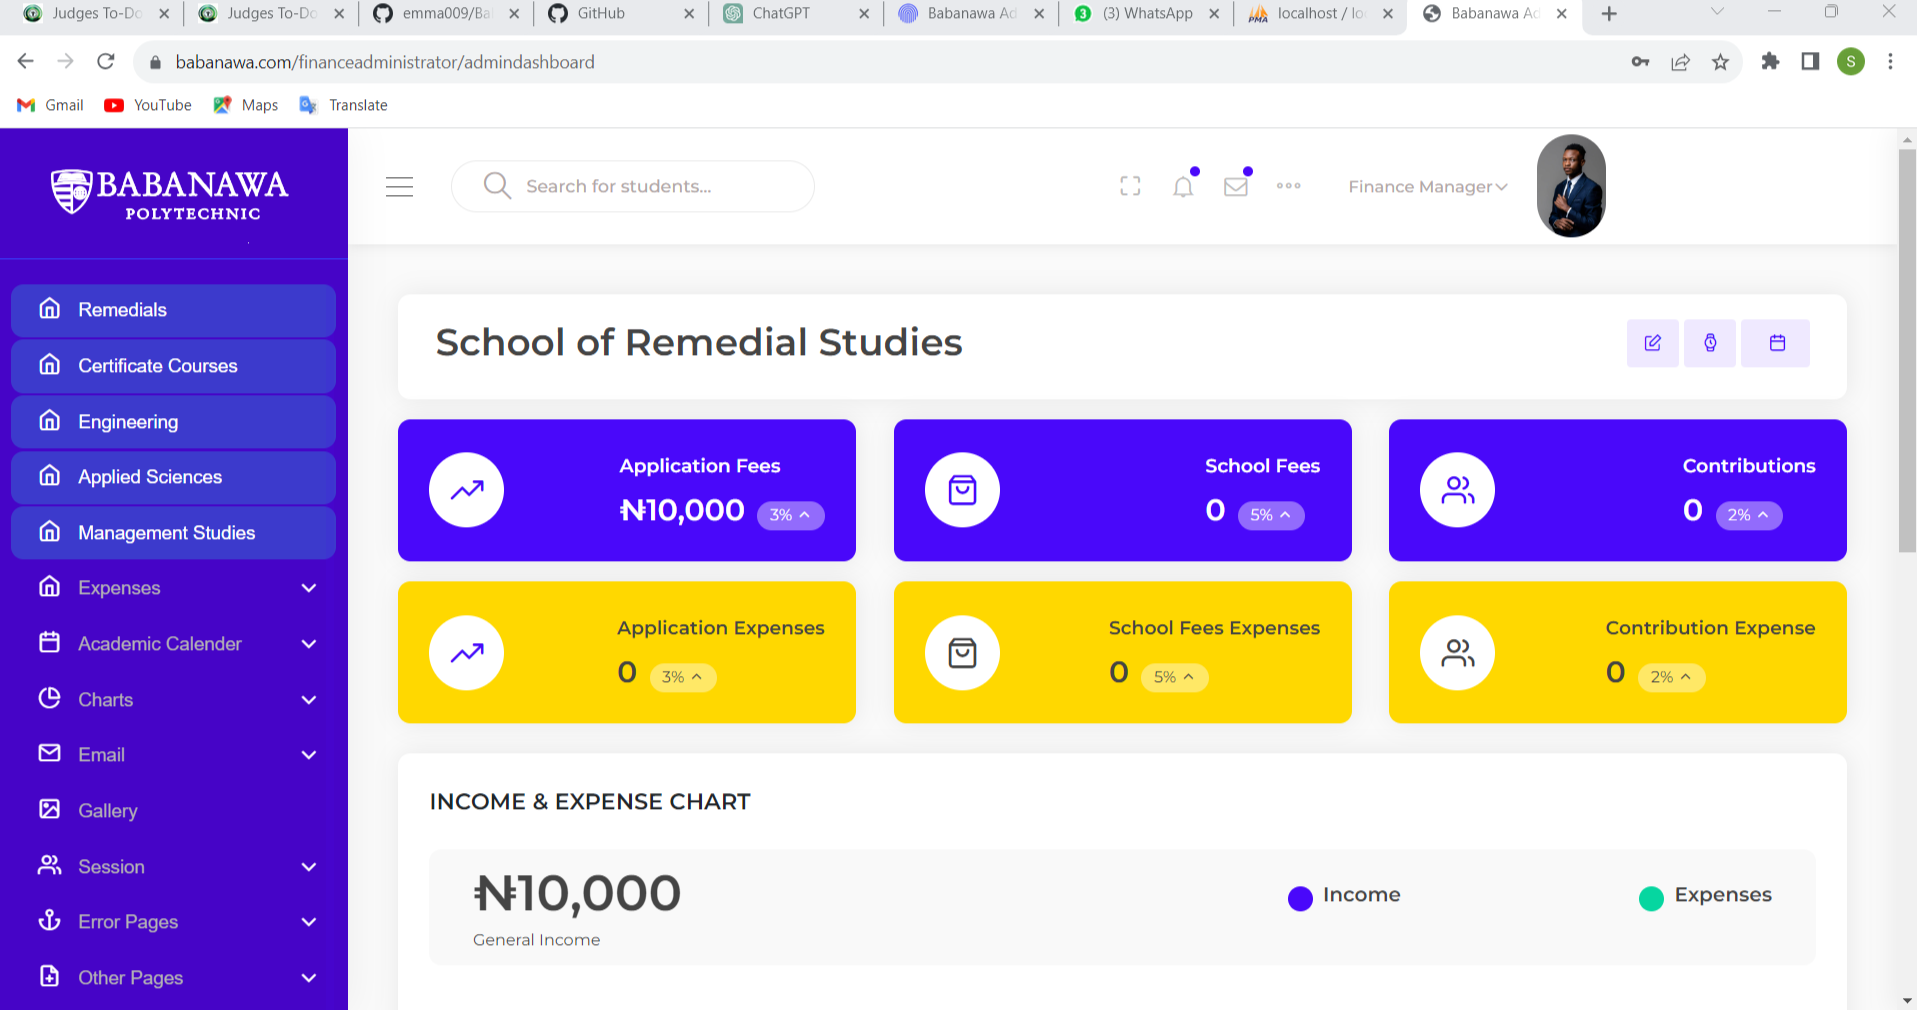 Judges To-Do
Judges To-Do
emma009/Ba
GitHub
ChatGPT
Babanawa Ad
(3) WhatsApp
localhost / lo
Babanawa Ad
babanawa.com/financeadministrator/admindashboard
S
Gmail
YouTube
Maps
Translate
BABANAWA
POLYTECHNIC
Search for students...
Finance Manager
Remedials
Certificate Courses
Engineering
Applied Sciences
Management Studies
Expenses
Academic Calender
Charts
Email
Gallery
Session
Error Pages
Other Pages
School of Remedial Studies
Application Fees
₦10,000 3%
School Fees
0 5%
Contributions
0 2%
Application Expenses
0 3%
School Fees Expenses
0 5%
Contribution Expense
0 2%
INCOME & EXPENSE CHART
₦10,000
General Income
Income
Expenses